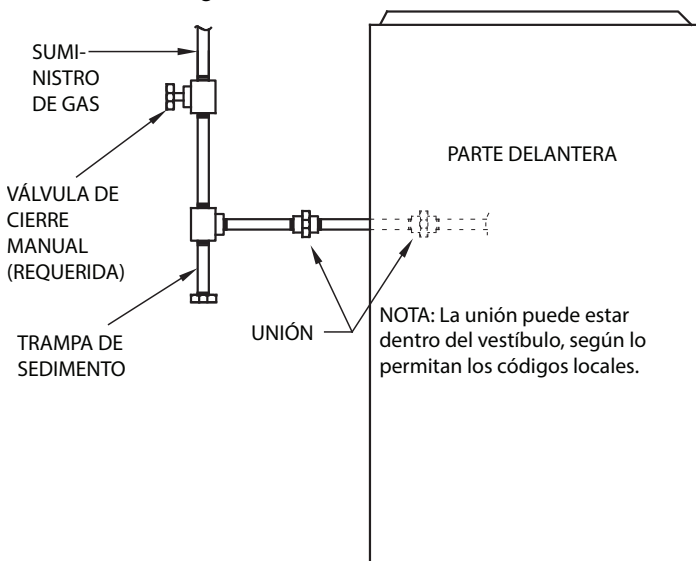 SUMI-
NISTRO
DE GAS
PARTE DELANTERA
VÁLVULA DE
CIERRE
MANUAL
(REQUERIDA)
UNIÓN
NOTA: La unión puede estar
dentro del vestíbulo, según lo
permitan los códigos locales.
TRAMPA DE
SEDIMENTO